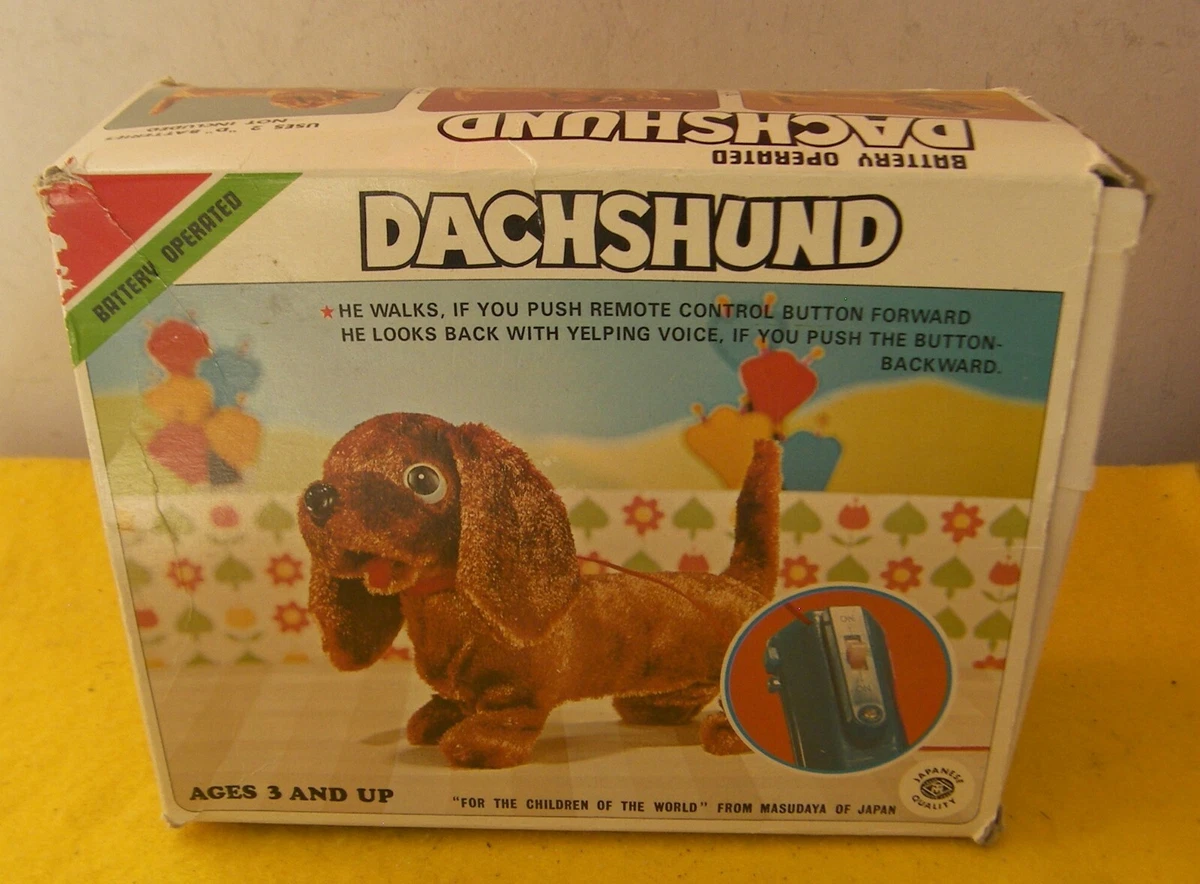 USES 2 "D" BATTERIES
NOT INCLUDED
BATTERY OPERATED
DACHSHUND
BATTERY OPERATED
DACHSHUND
★HE WALKS, IF YOU PUSH REMOTE CONTROL BUTTON FORWARD
HE LOOKS BACK WITH YELPING VOICE, IF YOU PUSH THE BUTTON-
BACKWARD.
ON
AGES 3 AND UP
"FOR THE CHILDREN OF THE WORLD" FROM MASUDAYA OF JAPAN
JAPANESE
QUALITY